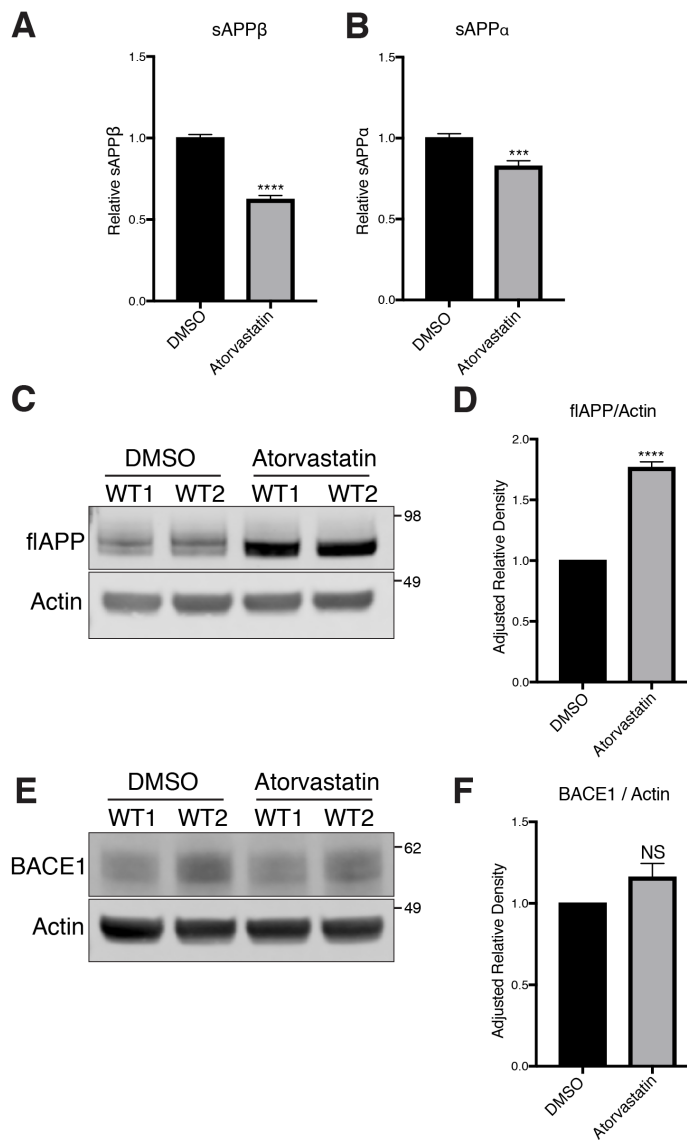 A
sAPPβ
Relative sAPPβ
1.5
1.0
0.5
0.0
****
DMSO
Atorvastatin
B
sAPPα
Relative sAPPα
1.5
1.0
0.5
0.0
***
DMSO
Atorvastatin
C
DMSO Atorvastatin
WT1 WT2 WT1 WT2
flAPP
98
Actin
49
D
flAPP/Actin
Adjusted Relative Density
2.0
1.5
1.0
0.5
0.0
****
DMSO
Atorvastatin
E
DMSO Atorvastatin
WT1 WT2 WT1 WT2
BACE1
62
Actin
49
F
BACE1 / Actin
Adjusted Relative Density
1.5
1.0
0.5
0.0
NS
DMSO
Atorvastatin